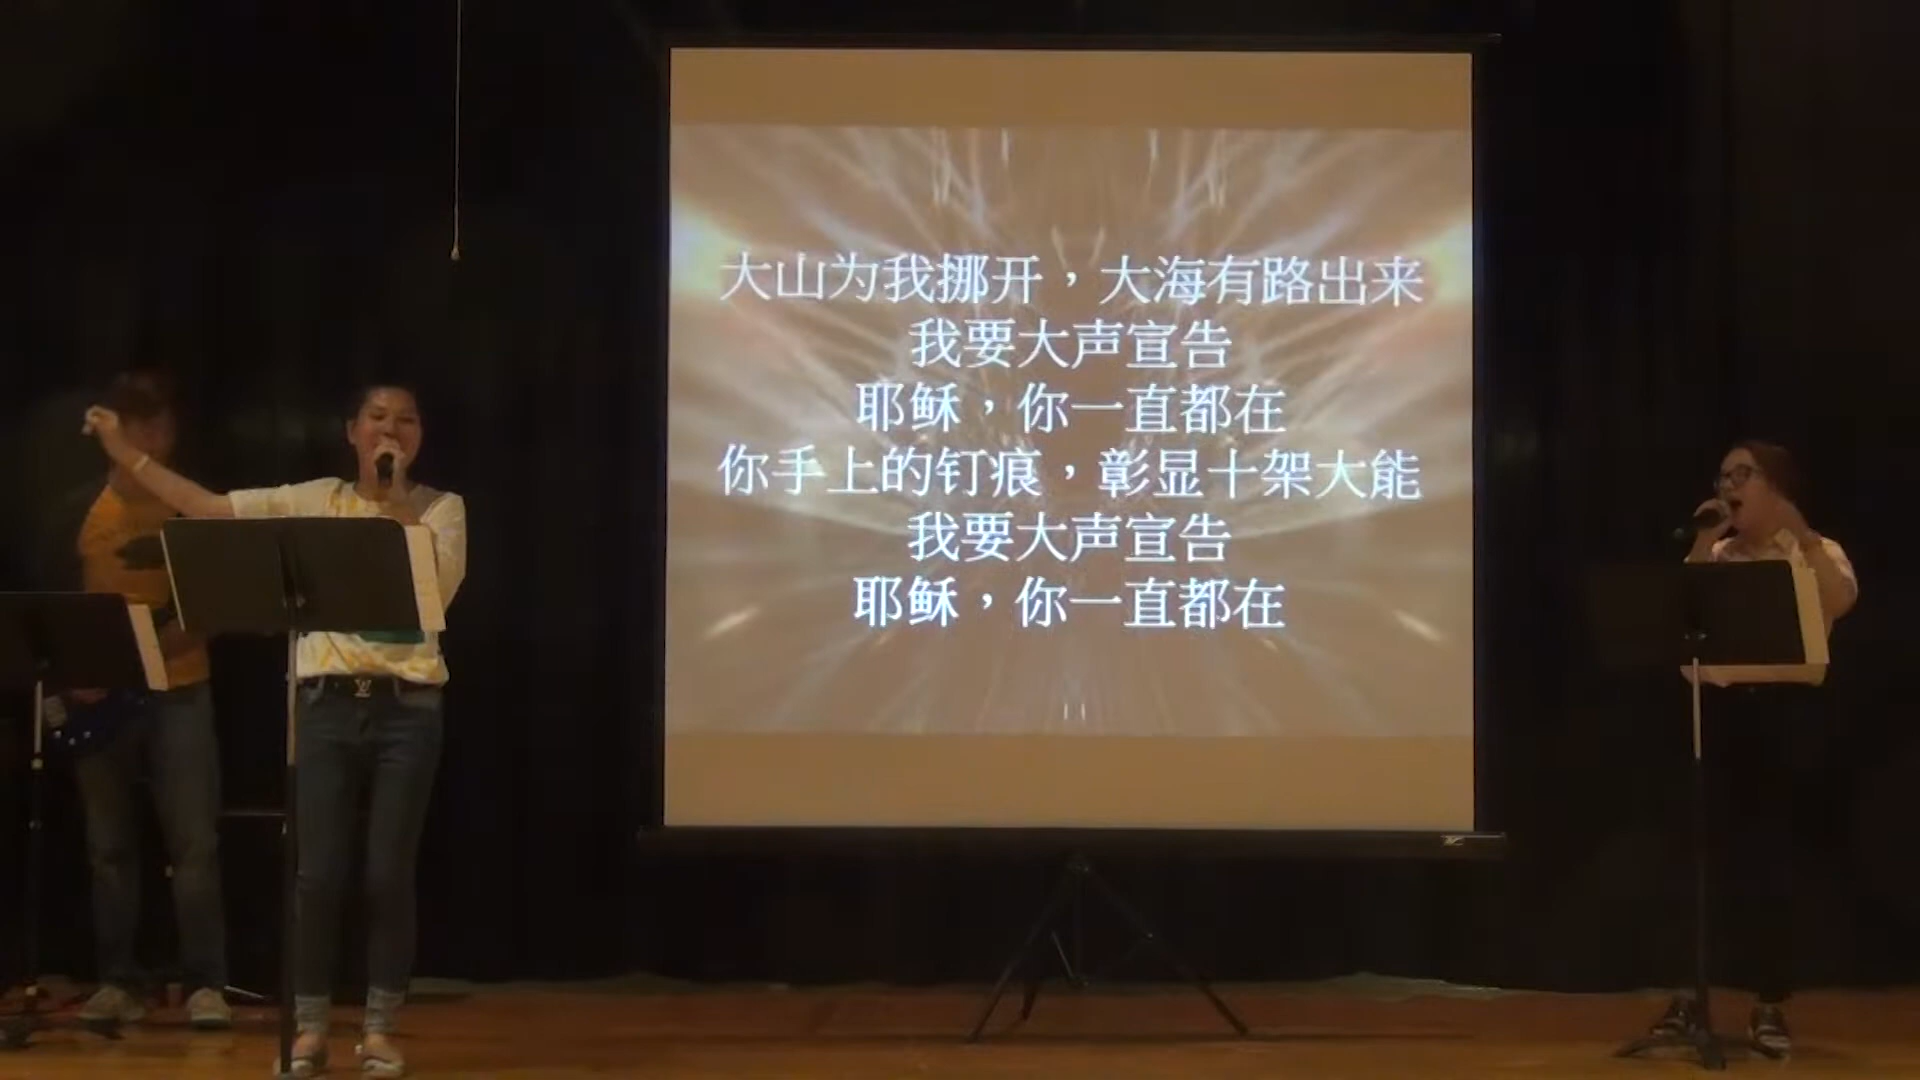 大山为我挪开，大海有路出来
我要大声宣告
耶稣，你一直都在
你手上的钉痕，彰显十架大能
我要大声宣告
耶稣，你一直都在